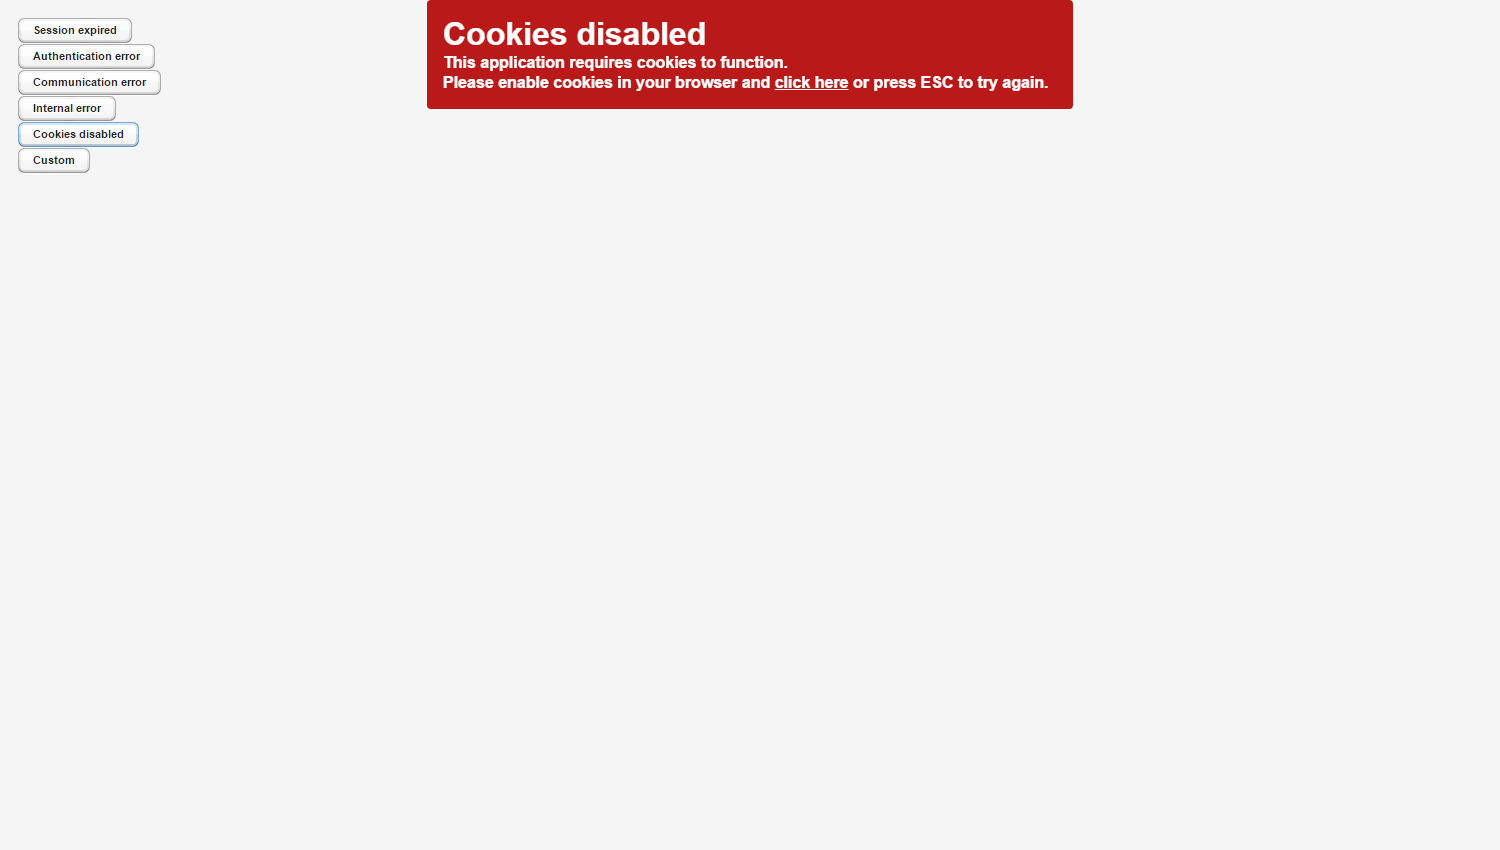 Session expired
Authentication error
Communication error
Internal error
Cookies disabled
Custom
Cookies disabled
This application requires cookies to function.
Please enable cookies in your browser and click here or press ESC to try again.